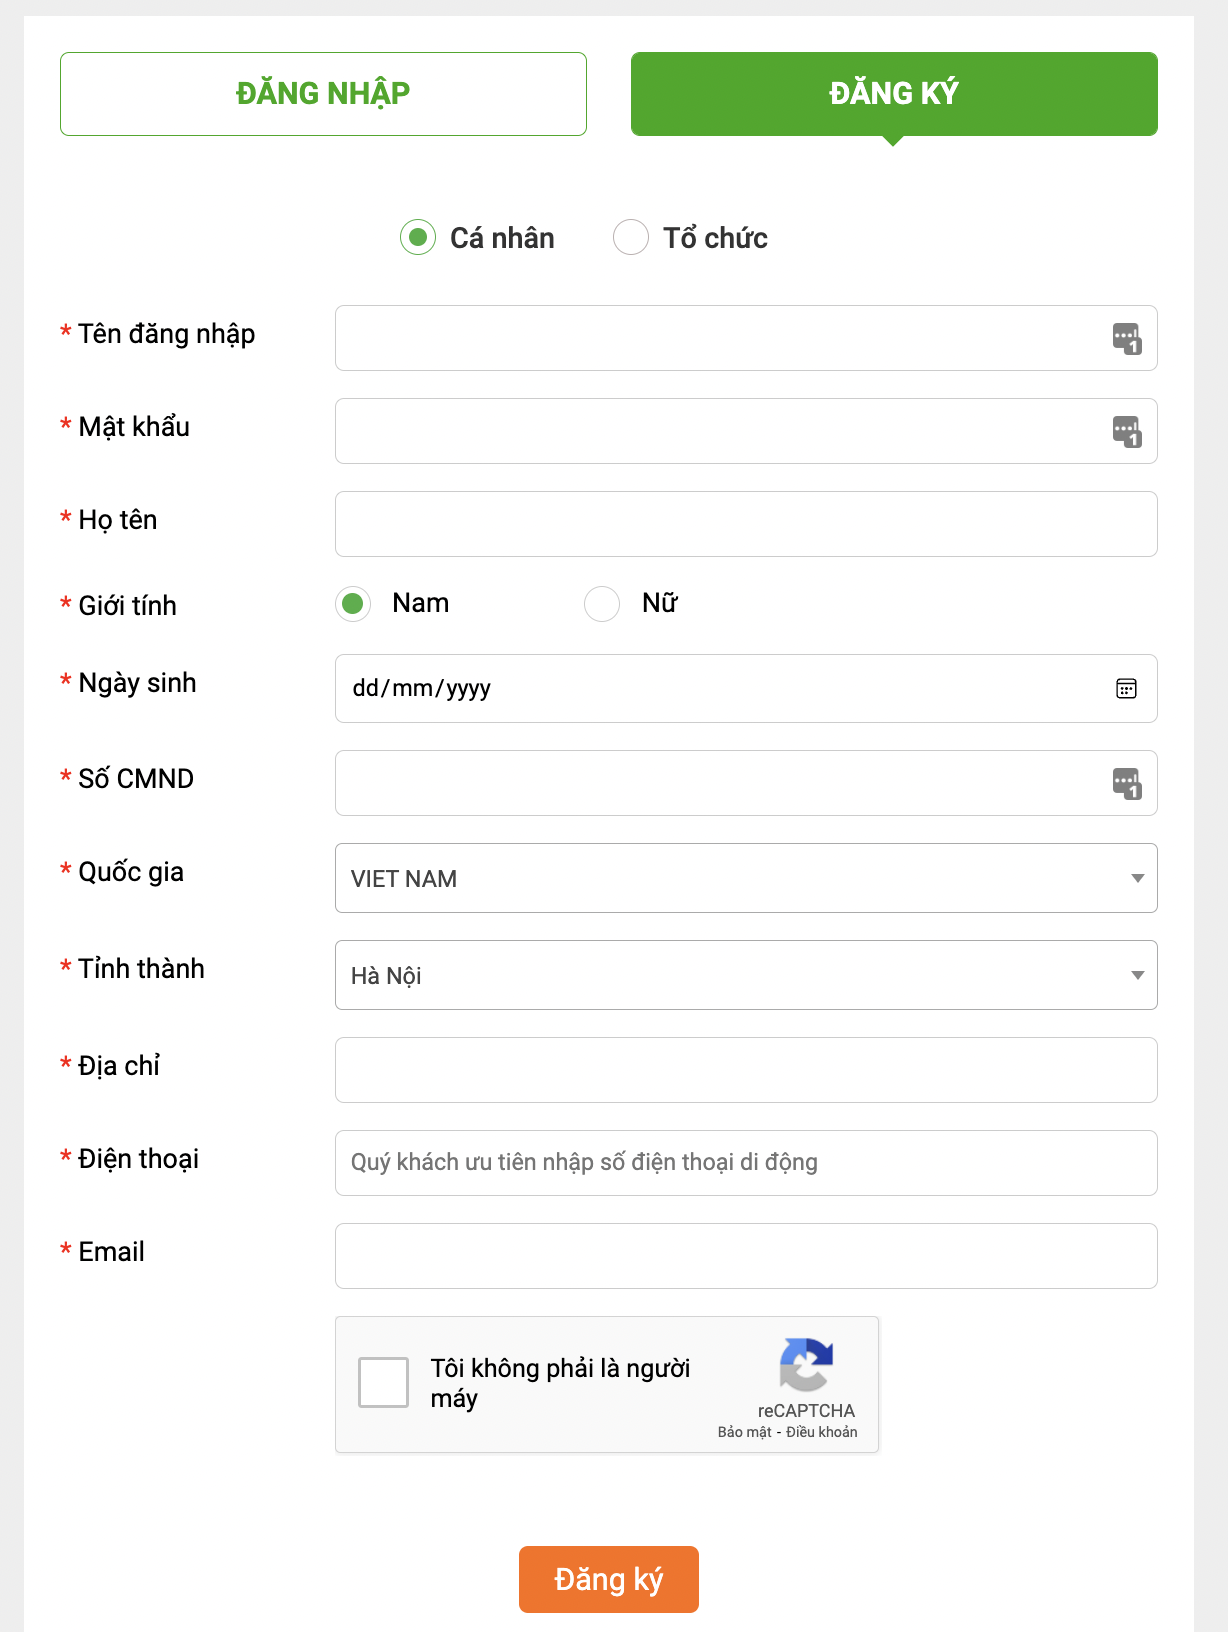 ĐĂNG NHẬP
ĐĂNG KÝ
Cá nhân
Tổ chức
* Tên đăng nhập
1
* Mật khẩu
1
* Họ tên
* Giới tính
Nam
Nữ
* Ngày sinh
dd/mm/yyyy
* Số CMND
1
* Quốc gia
VIET NAM
* Tỉnh thành
Hà Nội
* Địa chỉ
* Điện thoại
Quý khách ưu tiên nhập số điện thoại di động
* Email
Tôi không phải là người
máy
reCAPTCHA
Bảo mật - Điều khoản
Đăng ký